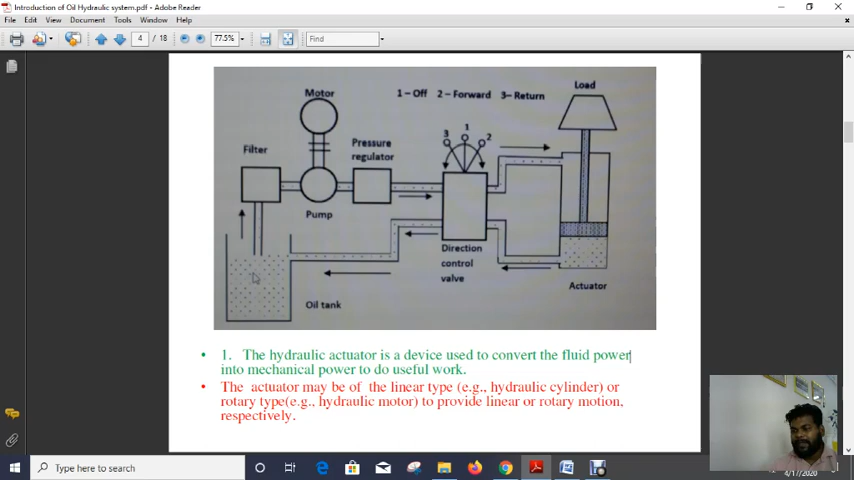 Introduction of Oil Hydraulic system.pdf - Adobe Reader
File Edit View Document Tools Window Help
4 / 18 77.5% Find
Motor
1 – Off 2 – Forward 3– Return
Load
Filter
Pressure
regulator
3 1 2
Pump
Direction
control
valve
Oil tank
Actuator
• 1. The hydraulic actuator is a device used to convert the fluid power
into mechanical power to do useful work.
• The actuator may be of the linear type (e.g., hydraulic cylinder) or
rotary type(e.g., hydraulic motor) to provide linear or rotary motion,
respectively.
Type here to search
4/17/2020